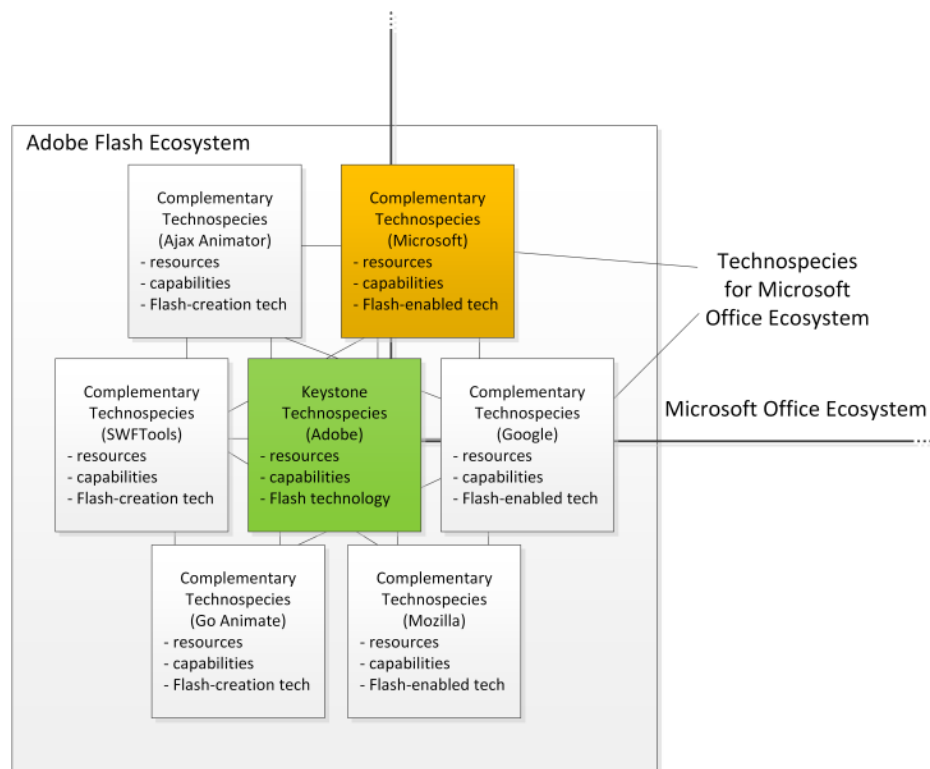 Adobe Flash Ecosystem
Complementary
Technospecies
(Ajax Animator)
- resources
- capabilities
- Flash-creation tech
Complementary
Technospecies
(Microsoft)
- resources
- capabilities
- Flash-enabled tech
Technospecies
for Microsoft
Office Ecosystem
Complementary
Technospecies
(SWFTools)
- resources
- capabilities
- Flash-creation tech
Keystone
Technospecies
(Adobe)
- resources
- capabilities
- Flash technology
Complementary
Technospecies
(Google)
- resources
- capabilities
- Flash-enabled tech
Microsoft Office Ecosystem
Complementary
Technospecies
(Go Animate)
- resources
- capabilities
- Flash-creation tech
Complementary
Technospecies
(Mozilla)
- resources
- capabilities
- Flash-enabled tech